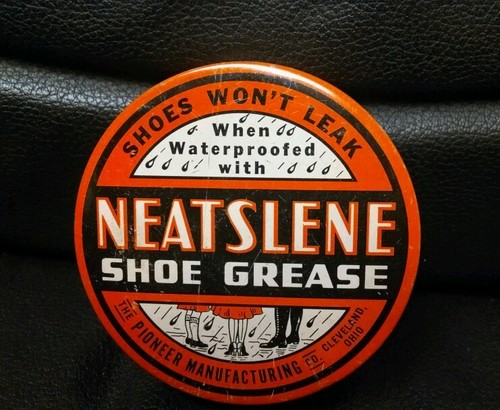 SHOES WON'T LEAK
When
Waterproofed
with
NEATSLENE
SHOE GREASE
THE PIONEER MANUFACTURING CO. CLEVELAND,
OHIO